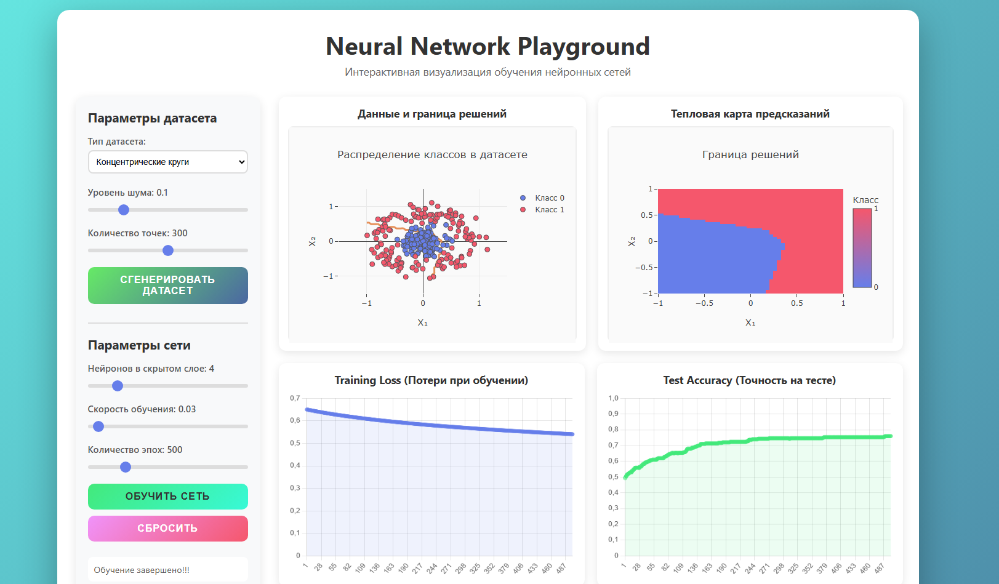 Neural Network Playground
Интерактивная визуализация обучения нейронных сетей
Параметры датасета
Тип датасета:
Концентрические круги
Уровень шума: 0.1
Количество точек: 300
СГЕНЕРИРОВАТЬ
ДАТАСЕТ
Параметры сети
Нейронов в скрытом слое: 4
Скорость обучения: 0.03
Количество эпох: 500
ОБУЧИТЬ СЕТЬ
СБРОСИТЬ
Обучение завершено!!!
Данные и граница решений
Распределение классов в датасете
X₂
1
0
−1
−1 0 1
X₁
Класс 0
Класс 1
Тепловая карта предсказаний
Граница решений
X₂
1
0.5
0
−0.5
−1
−1 −0.5 0 0.5 1
X₁
Класс
1
0
Training Loss (Потери при обучении)
0,7
0,6
0,5
0,4
0,3
0,2
0,1
0
1 28 55 82 109 136 163 190 217 244 271 298 325 352 379 406 433 460 487
Test Accuracy (Точность на тесте)
1,0
0,9
0,8
0,7
0,6
0,5
0,4
0,3
0,2
0,1
0
1 28 55 82 109 136 163 190 217 244 271 298 325 352 379 406 433 460 487